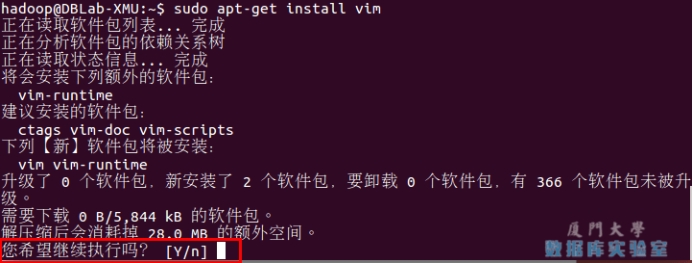 hadoop@DBLab-XMU:~$ sudo apt-get install vim
正在读取软件包列表... 完成
正在分析软件包的依赖关系树
正在读取状态信息... 完成
将会安装下列额外的软件包：
  vim-runtime
建议安装的软件包：
  ctags vim-doc vim-scripts
下列【新】软件包将被安装：
  vim vim-runtime
升级了 0 个软件包，新安装了 2 个软件包，要卸载 0 个软件包，有 366 个软件包未被升
级。
需要下载 0 B/5,844 kB 的软件包。
解压缩后会消耗掉 28.0 MB 的额外空间。
您希望继续执行吗？ [Y/n]
厦門大學
数据库实验室